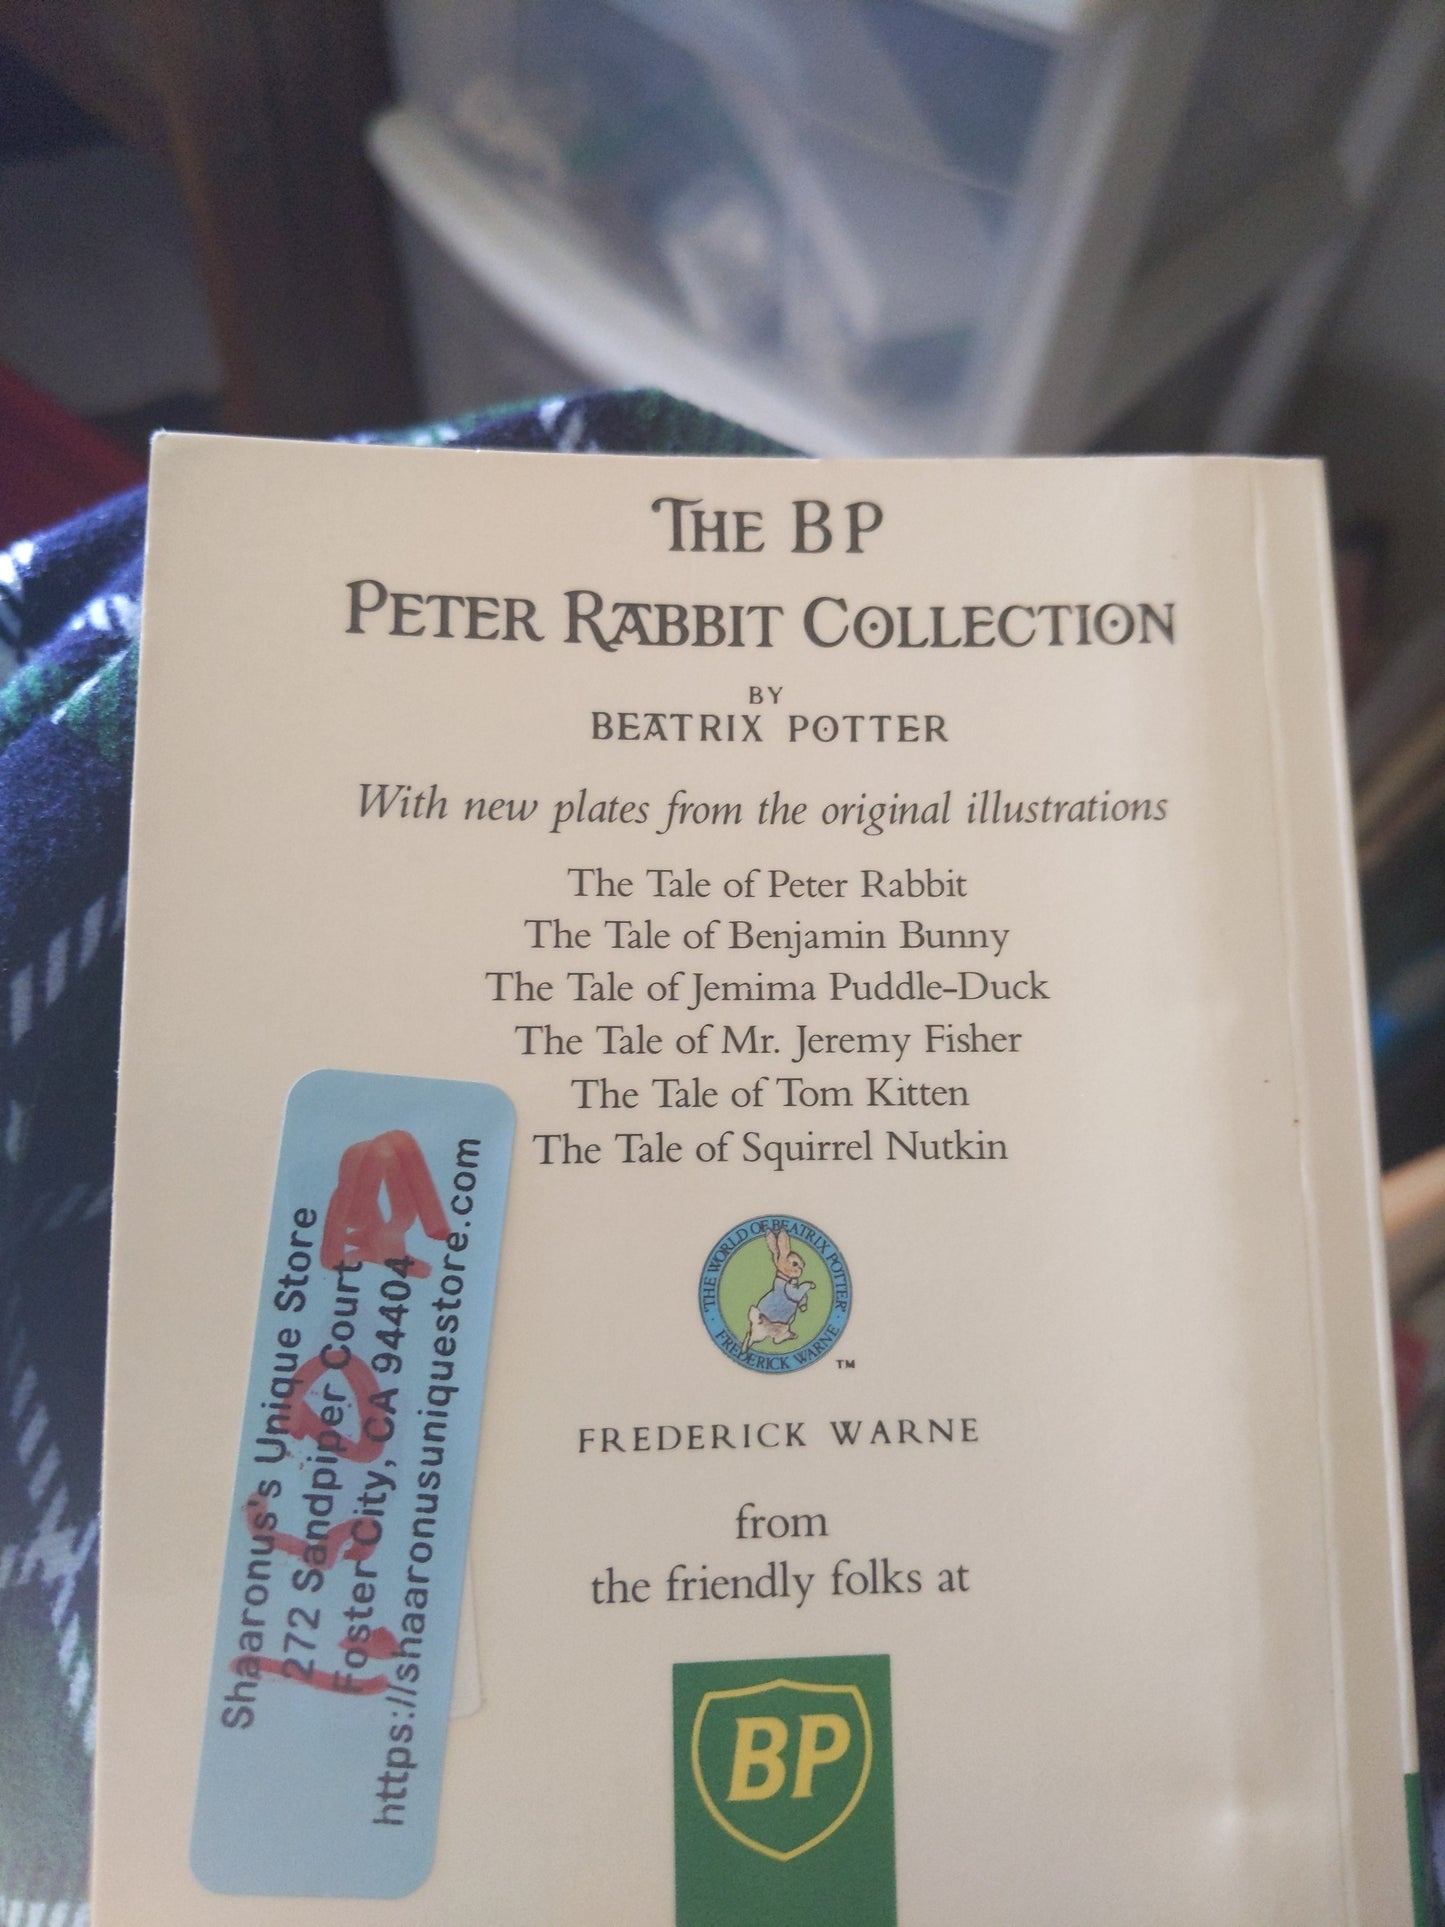 THE BP
PETER RABBIT COLLECTION
BY
BEATRIX POTTER
With new plates from the original illustrations
The Tale of Peter Rabbit
The Tale of Benjamin Bunny
The Tale of Jemima Puddle-Duck
The Tale of Mr. Jeremy Fisher
The Tale of Tom Kitten
The Tale of Squirrel Nutkin
THE WORLD OF BEATRIX POTTER
FREDERICK WARNE
TM
FREDERICK WARNE
from
the friendly folks at
BP
Shaaronus's Unique Store
272 Sandpiper Court
Foster City, CA 94404
https://shaaronusuniquestore.com